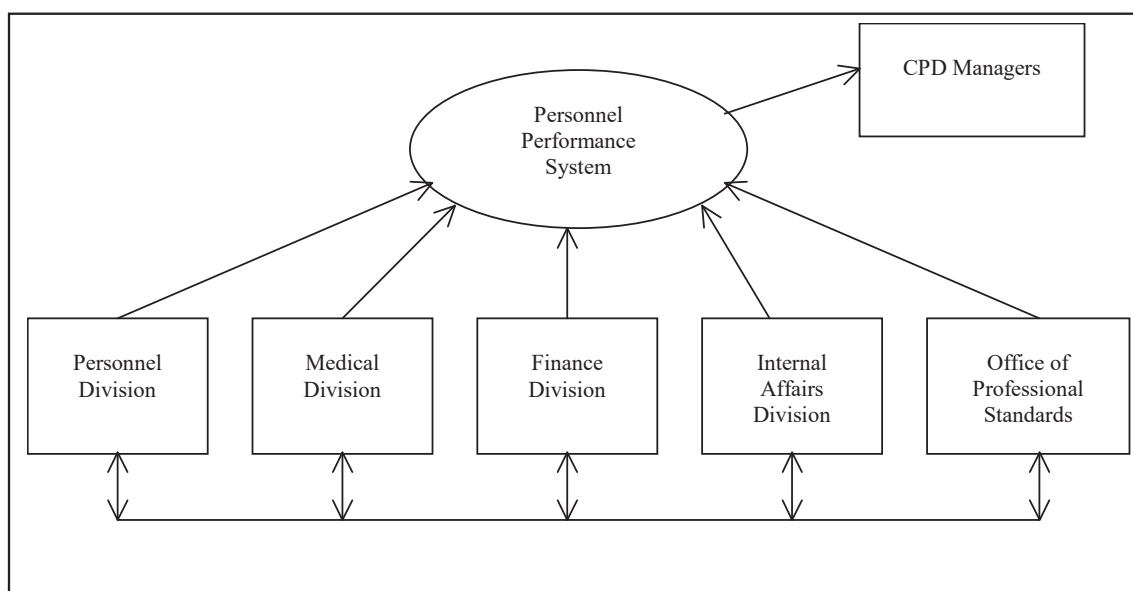 CPD Managers
Personnel
Performance
System
Personnel
Division
Medical
Division
Finance
Division
Internal
Affairs
Division
Office of
Professional
Standards